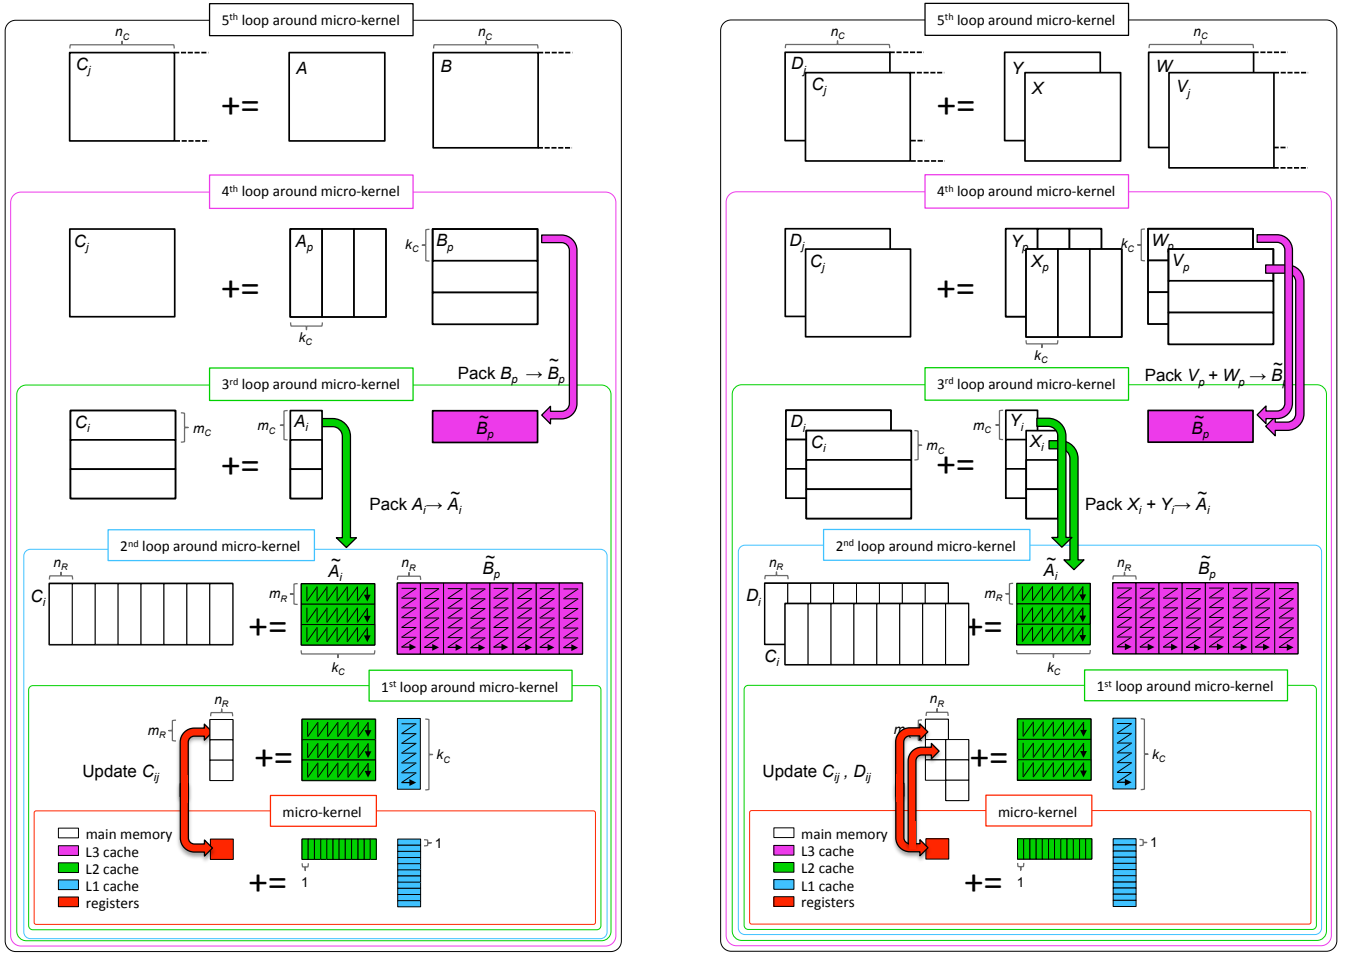 5th loop around micro-kernel
nC
nC
Cj
A
B
+=
4th loop around micro-kernel
Cj
Ap
kC
Bp
+=
kC
Pack Bp → B̃p
3rd loop around micro-kernel
Ci
mC
mC
Ai
B̃p
+=
Pack Ai → Ãi
2nd loop around micro-kernel
nR
Ãi
nR
B̃p
Ci
mR
+=
kC
1st loop around micro-kernel
nR
mR
+=
kC
Update Cij
micro-kernel
main memory
L3 cache
L2 cache
L1 cache
registers
+=
1
1
5th loop around micro-kernel
nC
nC
Dj
Cj
Y
X
W
Vj
+=
4th loop around micro-kernel
Dj
Cj
Yp
Xp
kC
Wp
Vp
+=
kC
Pack Vp + Wp → B̃p
3rd loop around micro-kernel
Di
Ci
mC
mC
Yi
Xi
B̃p
+=
Pack Xi + Yi → Ãi
2nd loop around micro-kernel
nR
Ãi
nR
B̃p
Di
Ci
mR
+=
kC
1st loop around micro-kernel
nR
+=
kC
Update Cij , Dij
micro-kernel
main memory
L3 cache
L2 cache
L1 cache
registers
+=
1
1